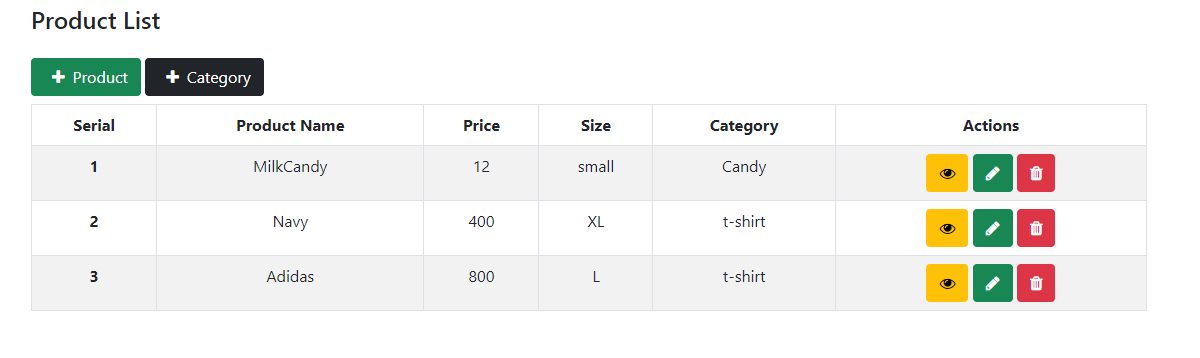 Product List
Product Category
Serial Product Name Price Size Category Actions
1 MilkCandy 12 small Candy
2 Navy 400 XL t-shirt
3 Adidas 800 L t-shirt